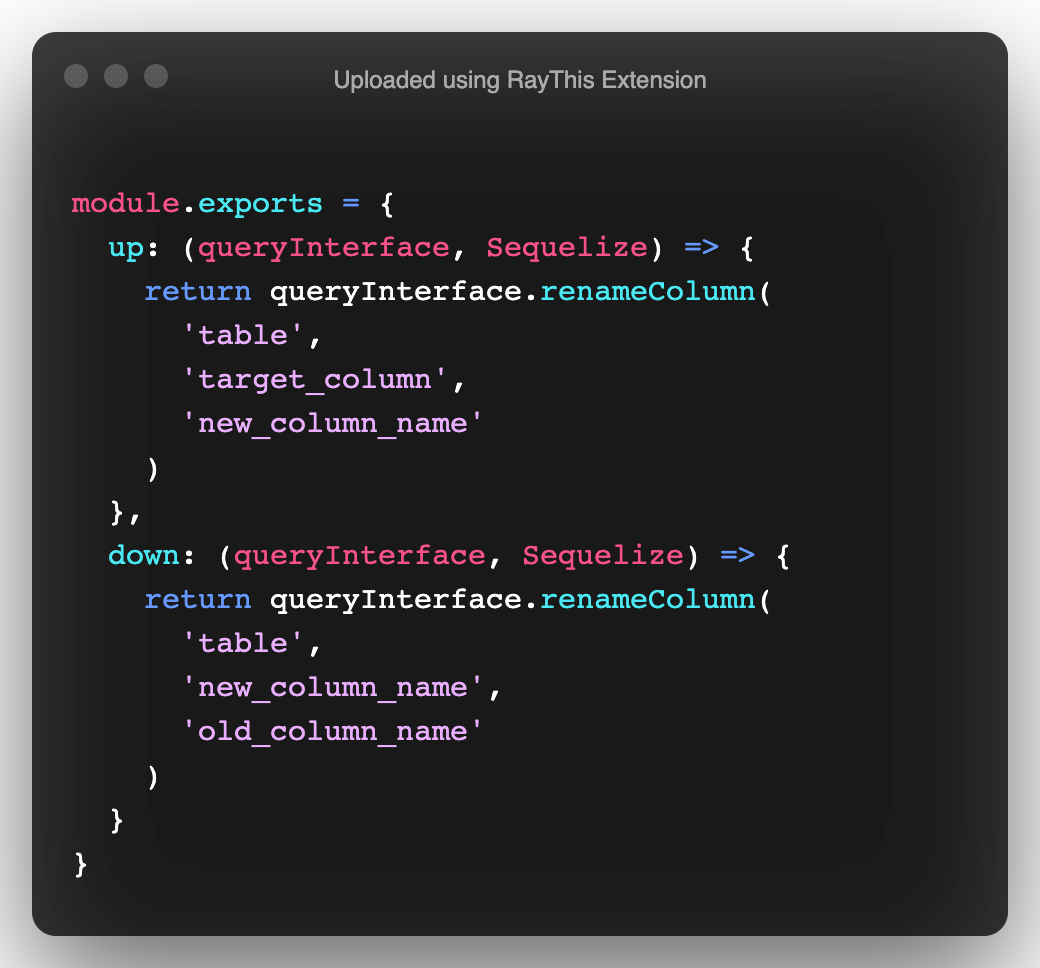 Uploaded using RayThis Extension
module.exports = {
  up: (queryInterface, Sequelize) => {
    return queryInterface.renameColumn(
      'table',
      'target_column',
      'new_column_name'
    )
  },
  down: (queryInterface, Sequelize) => {
    return queryInterface.renameColumn(
      'table',
      'new_column_name',
      'old_column_name'
    )
  }
}